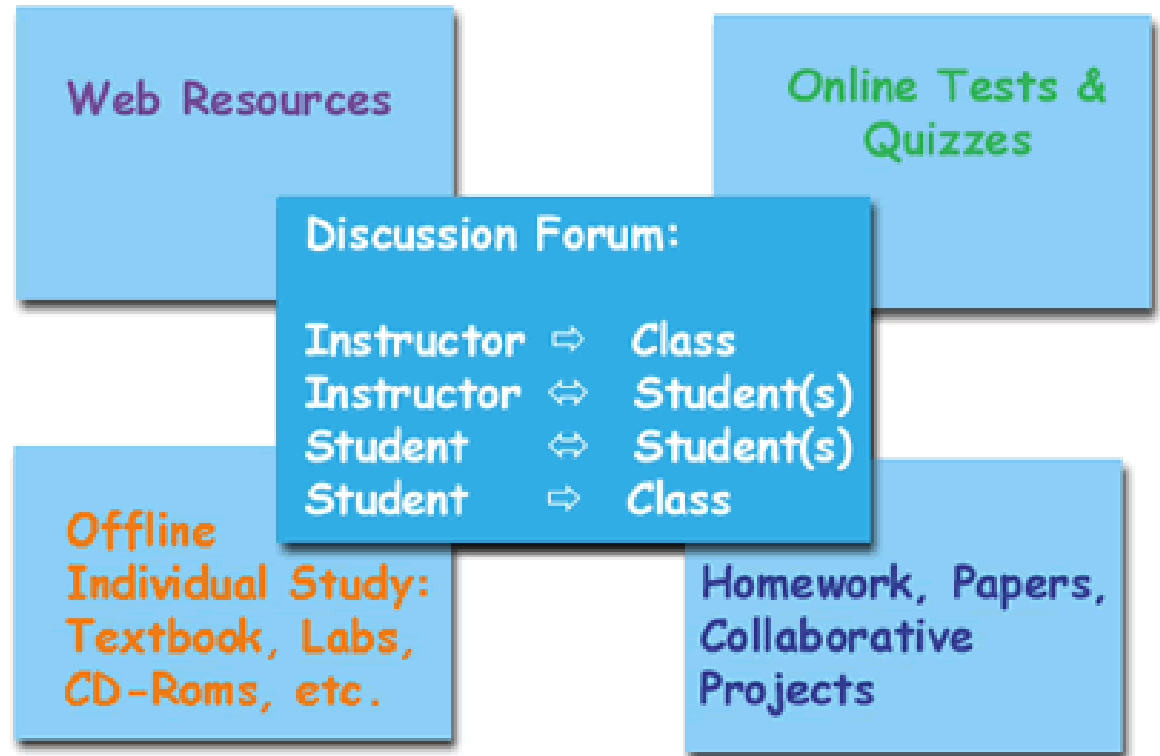 Web Resources
Online Tests &
Quizzes
Discussion Forum:
Instructor ⇨ Class
Instructor ⬄ Student(s)
Student ⬄ Student(s)
Student ⇨ Class
Offline
Individual Study:
Textbook, Labs,
CD-Roms, etc.
Homework, Papers,
Collaborative
Projects